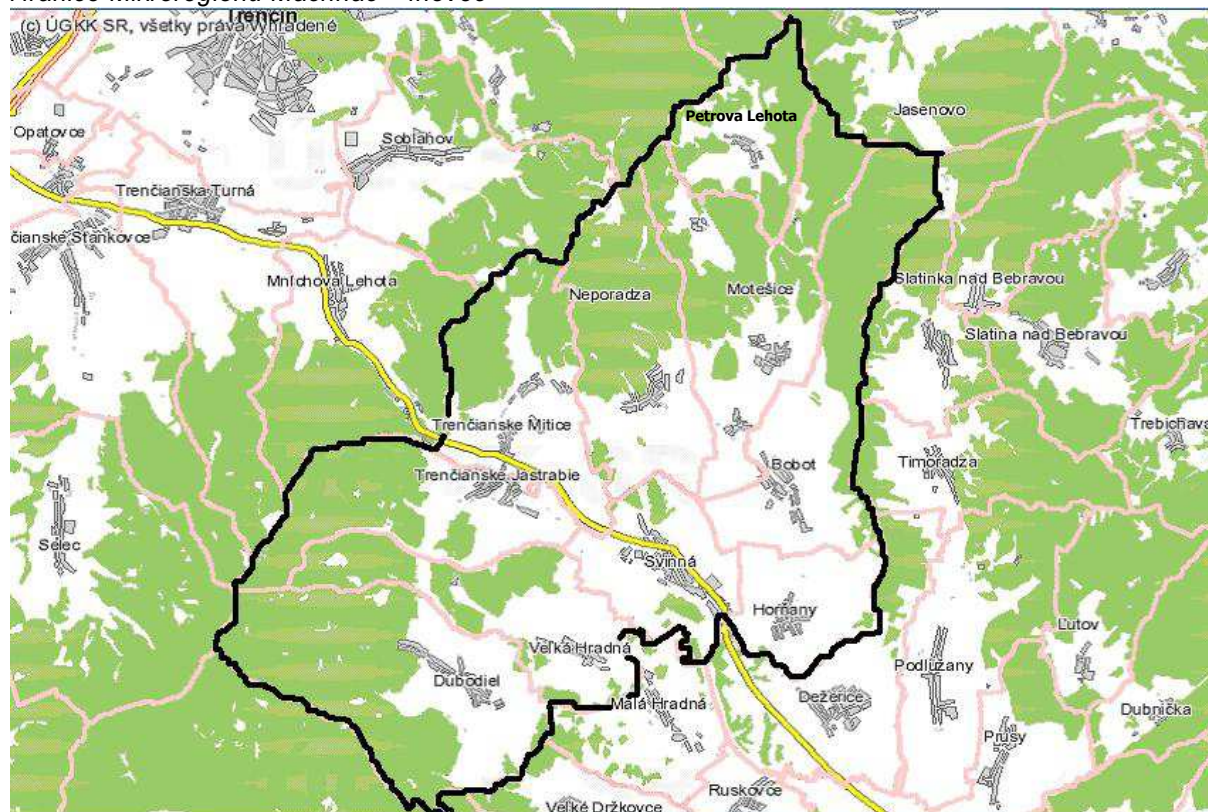 Trenčín
(c) ÚGKK SR, všetky práva vyhradené
Petrova Lehota
Jasenovo
Opatovce
Soblahov
Trenčianska Turná
čianske Stankovce
Mníchova Lehota
Neporadza
Motešice
Slatinka nad Bebravou
Slatina nad Bebravou
Trenčianske Mitice
Trebichava
Trenčianske Jastrabie
Bobot
Timoradza
Selec
Svinná
Horňany
Ľutov
Veľká Hradná
Podlužany
Dubodiel
Malá Hradná
Dežerice
Dubnička
Prusy
Ruskovce
Veľké Držkovce